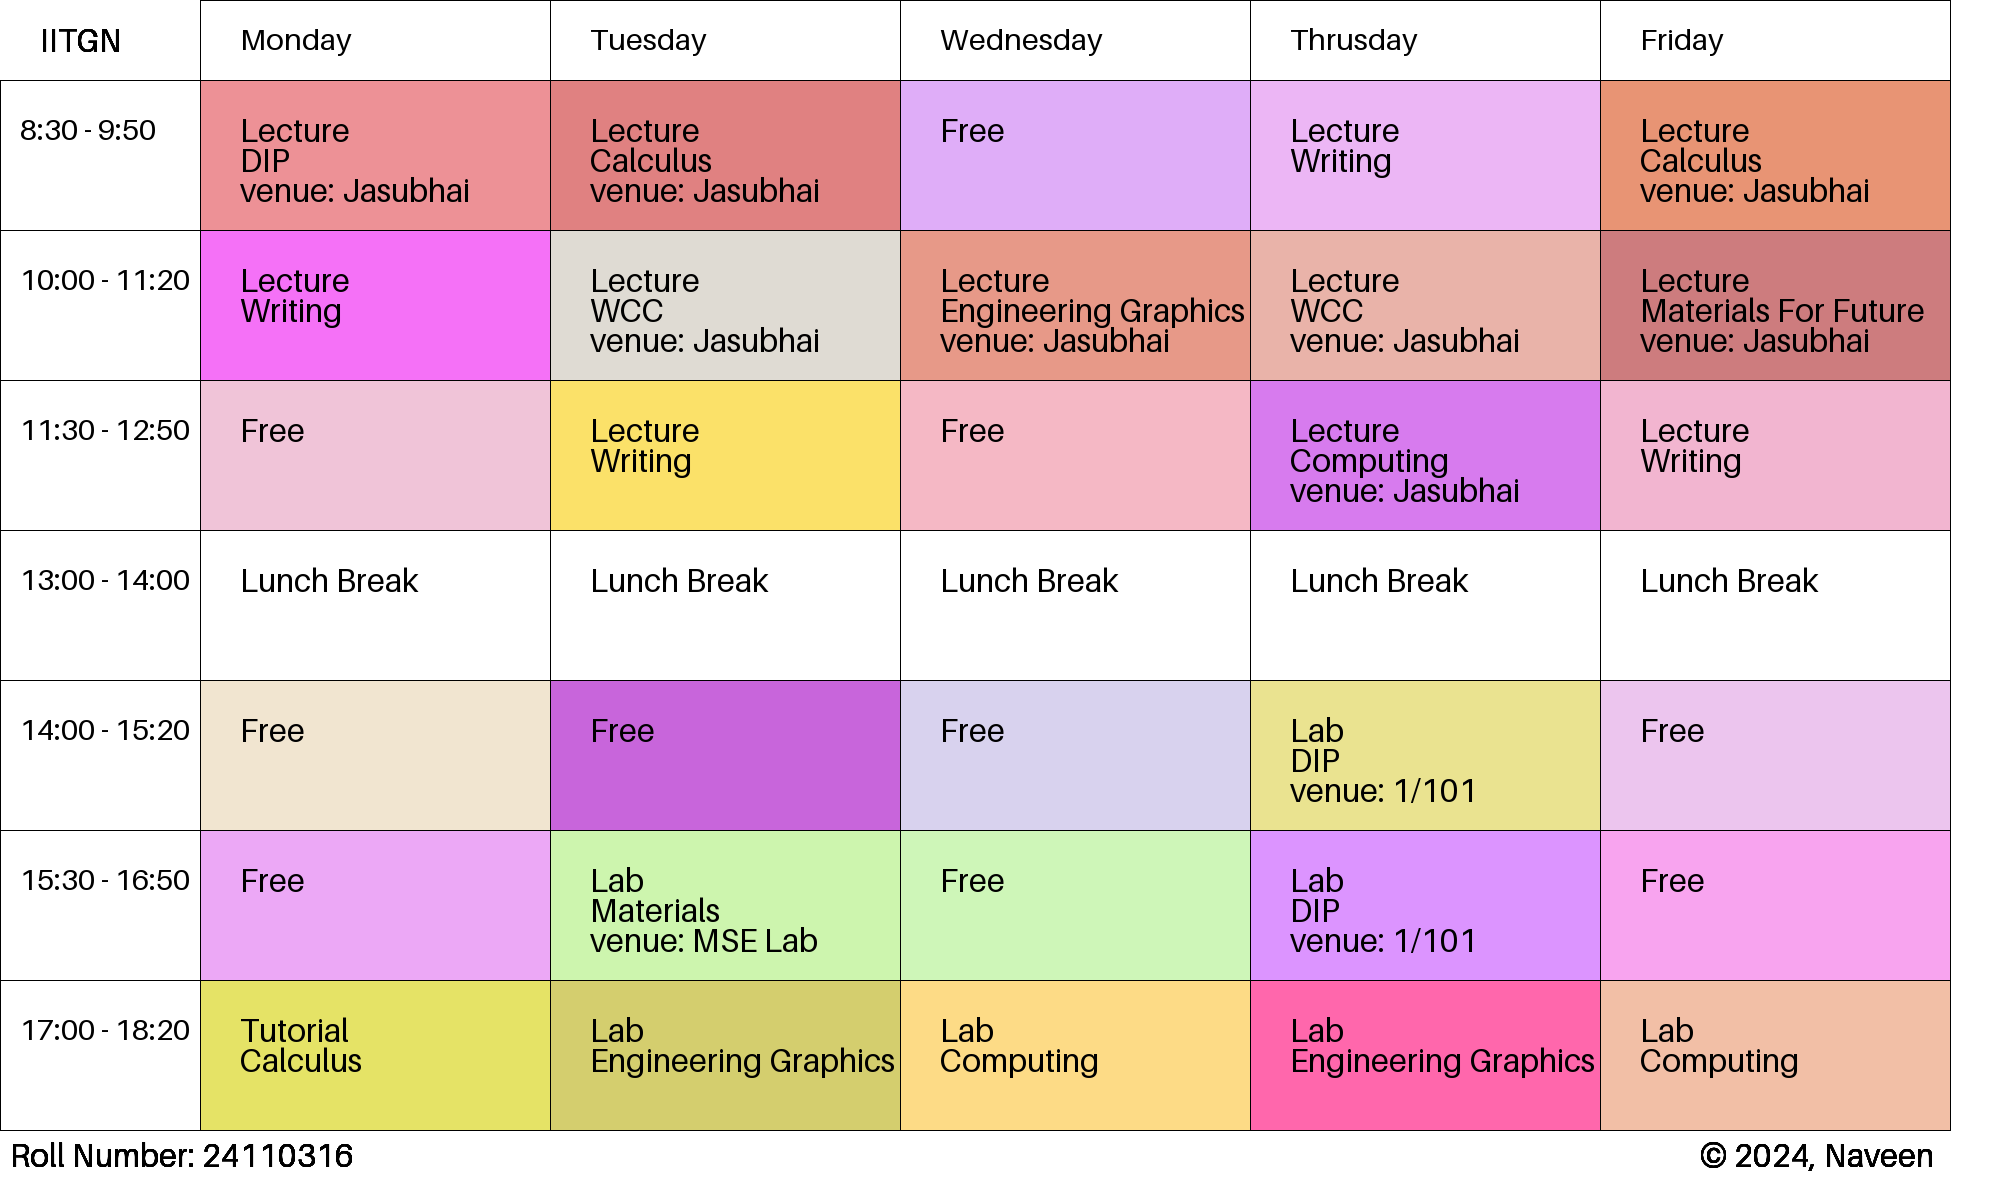 IITGN Monday Tuesday Wednesday Thrusday Friday
8:30 - 9:50
Lecture
DIP
venue: Jasubhai
Lecture
Calculus
venue: Jasubhai
Free
Lecture
Writing
Lecture
Calculus
venue: Jasubhai
10:00 - 11:20
Lecture
Writing
Lecture
WCC
venue: Jasubhai
Lecture
Engineering Graphics
venue: Jasubhai
Lecture
WCC
venue: Jasubhai
Lecture
Materials For Future
venue: Jasubhai
11:30 - 12:50
Free
Lecture
Writing
Free
Lecture
Computing
venue: Jasubhai
Lecture
Writing
13:00 - 14:00
Lunch Break
Lunch Break
Lunch Break
Lunch Break
Lunch Break
14:00 - 15:20
Free
Free
Free
Lab
DIP
venue: 1/101
Free
15:30 - 16:50
Free
Lab
Materials
venue: MSE Lab
Free
Lab
DIP
venue: 1/101
Free
17:00 - 18:20
Tutorial
Calculus
Lab
Engineering Graphics
Lab
Computing
Lab
Engineering Graphics
Lab
Computing
Roll Number: 24110316
© 2024, Naveen